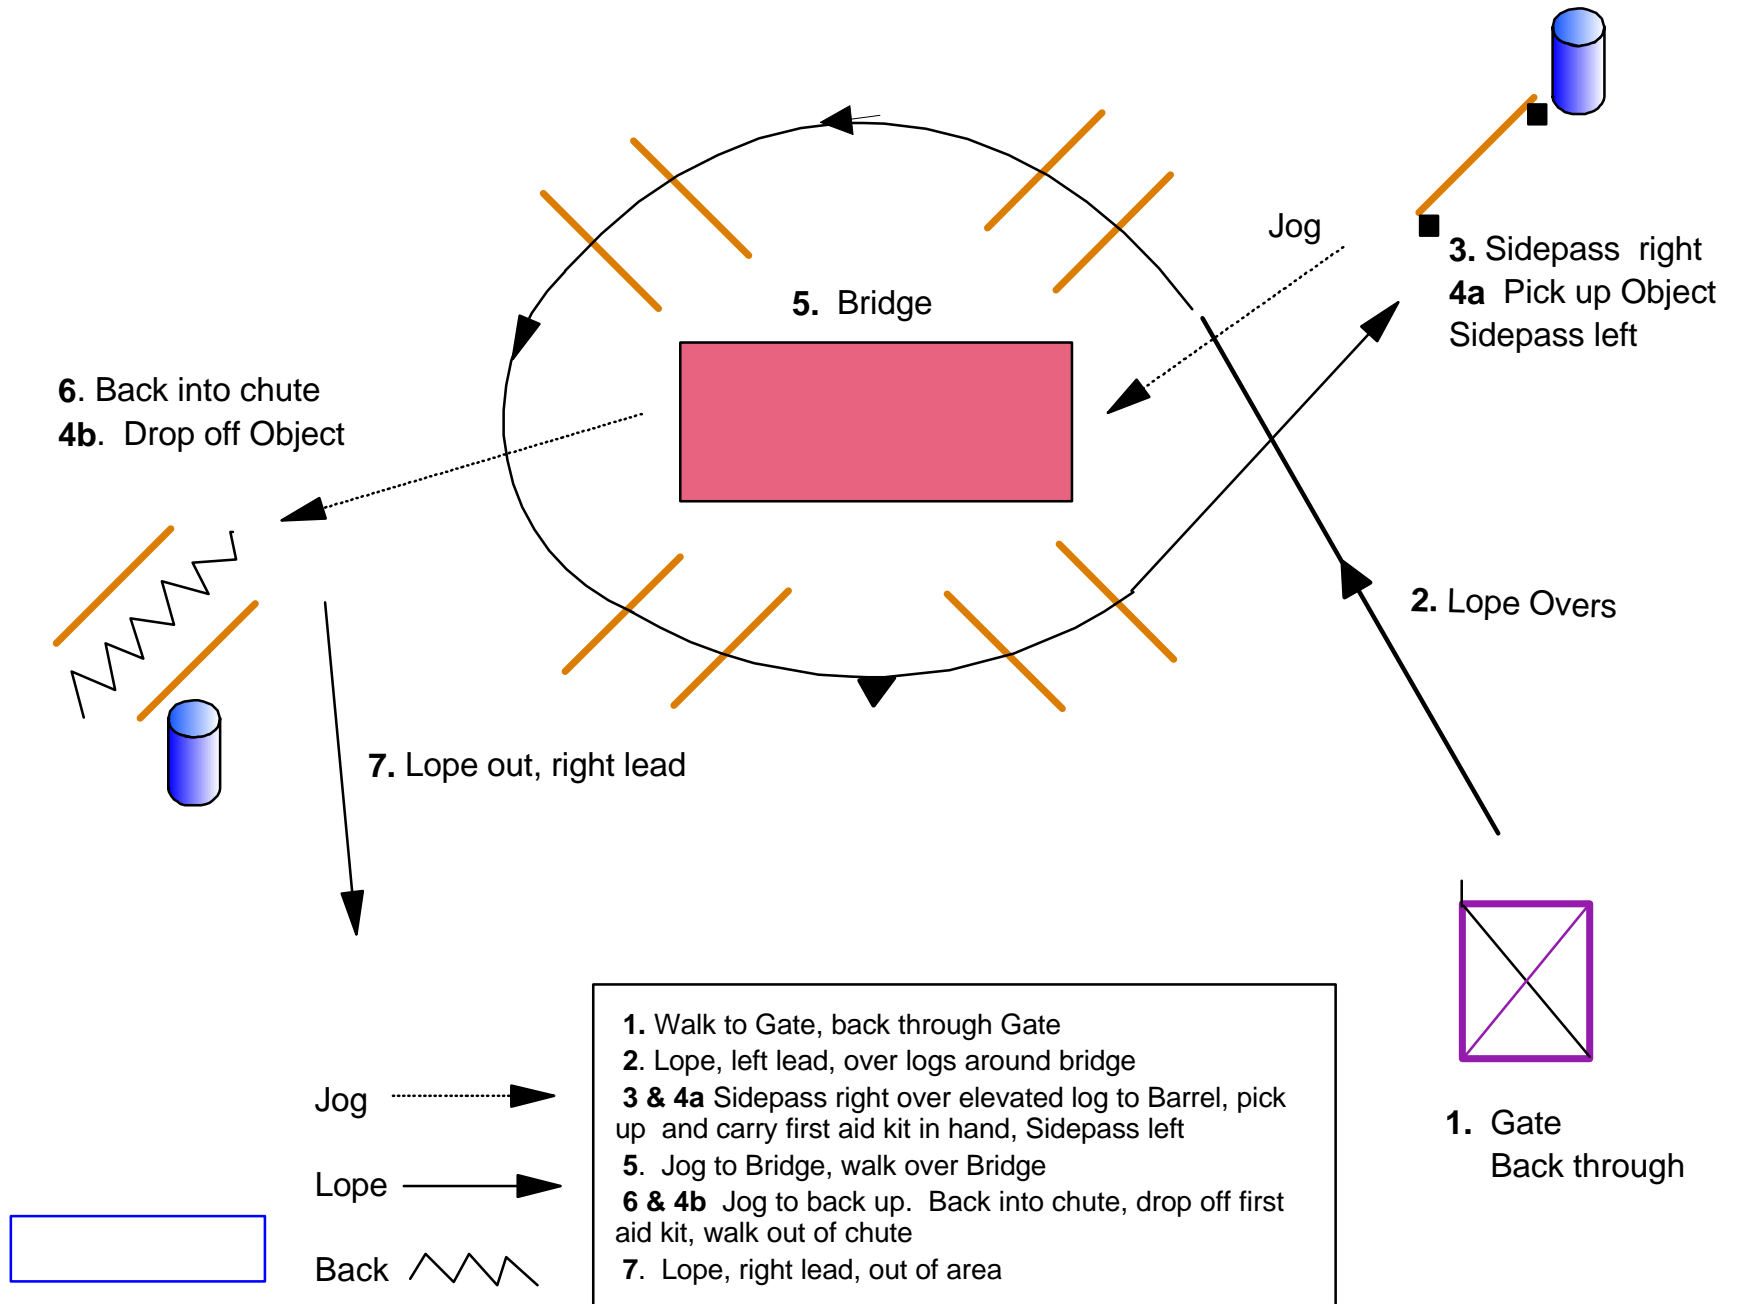 Jog
3. Sidepass right
4a Pick up Object
Sidepass left
5. Bridge
6. Back into chute
4b. Drop off Object
2. Lope Overs
7. Lope out, right lead
1. Gate
Back through
Jog
Lope
Back
1. Walk to Gate, back through Gate
2. Lope, left lead, over logs around bridge
3 & 4a Sidepass right over elevated log to Barrel, pick
up and carry first aid kit in hand, Sidepass left
5. Jog to Bridge, walk over Bridge
6 & 4b Jog to back up. Back into chute, drop off first
aid kit, walk out of chute
7. Lope, right lead, out of area